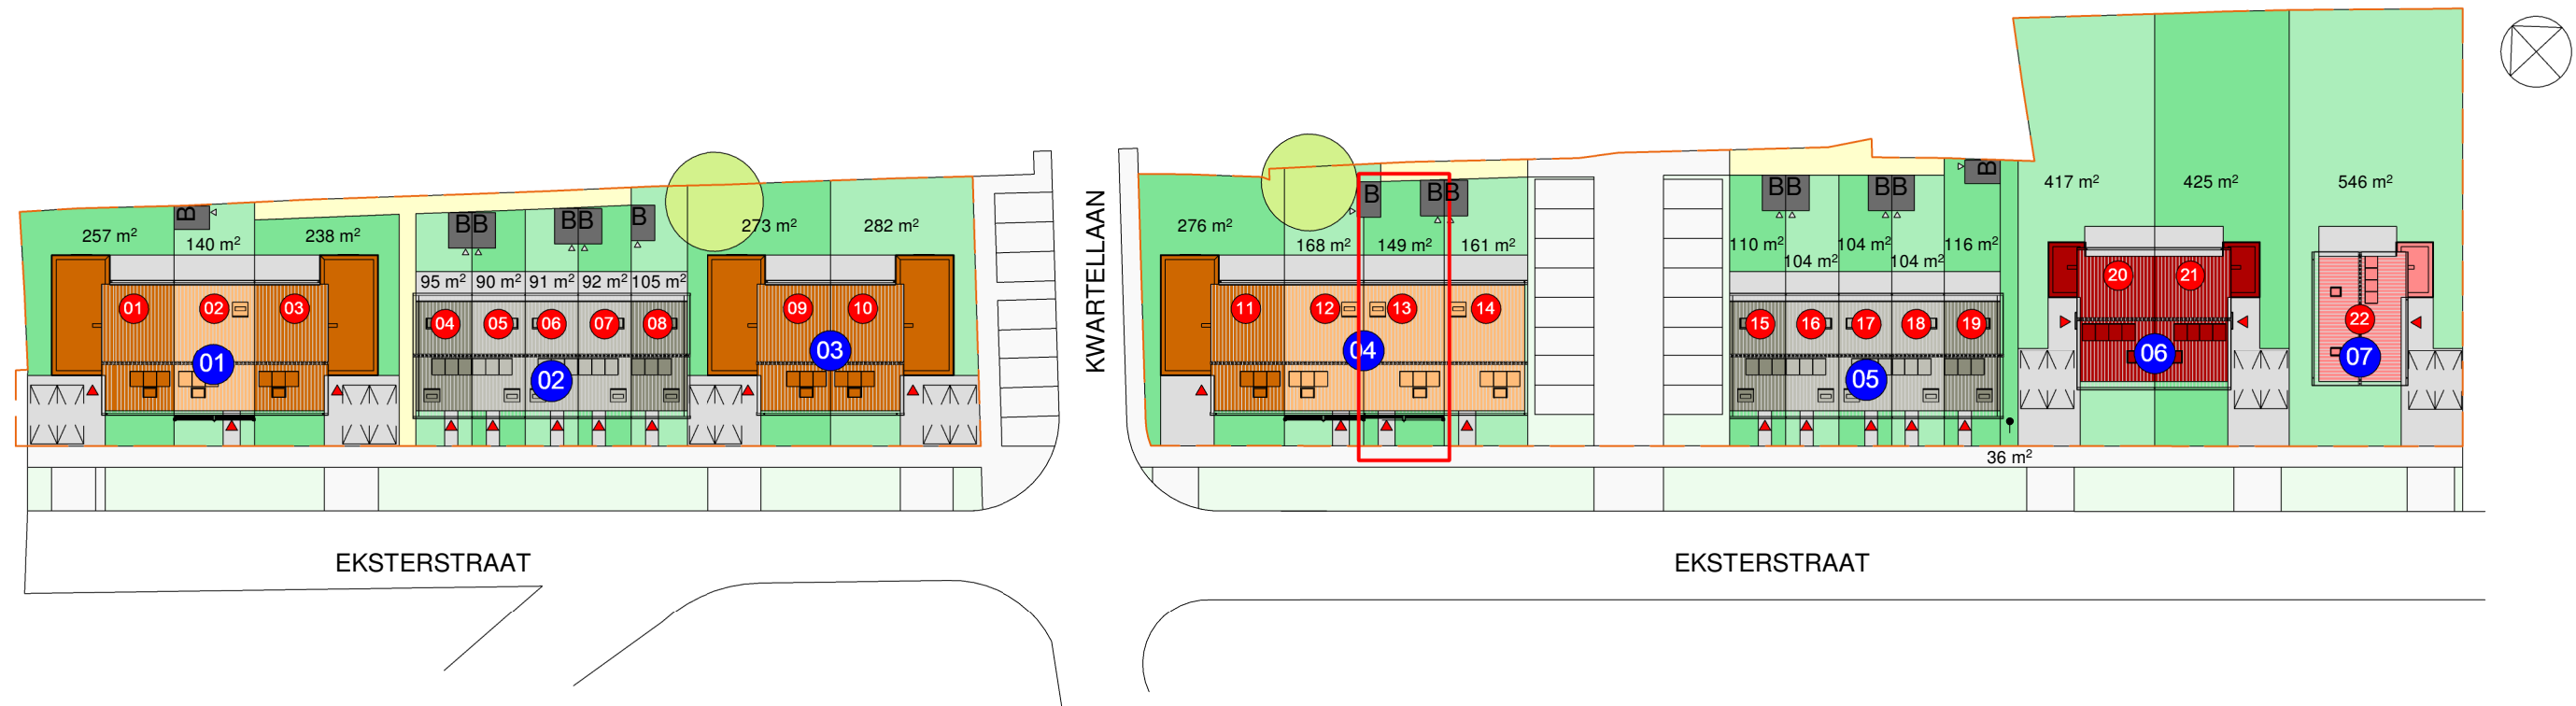 417 m²
425 m²
546 m²
B
257 m²
140 m²
238 m²
BB
BB
B
273 m²
282 m²
95 m²
90 m²
91 m²
92 m²
105 m²
01
02
03
04
05
06
07
08
09
10
01
02
03
KWARTELLAAN
276 m²
168 m²
B
149 m²
BB
161 m²
11
12
13
14
04
BB
BB
B
110 m²
104 m²
104 m²
104 m²
116 m²
15
16
17
18
19
05
20
21
06
22
07
36 m²
EKSTERSTRAAT
EKSTERSTRAAT